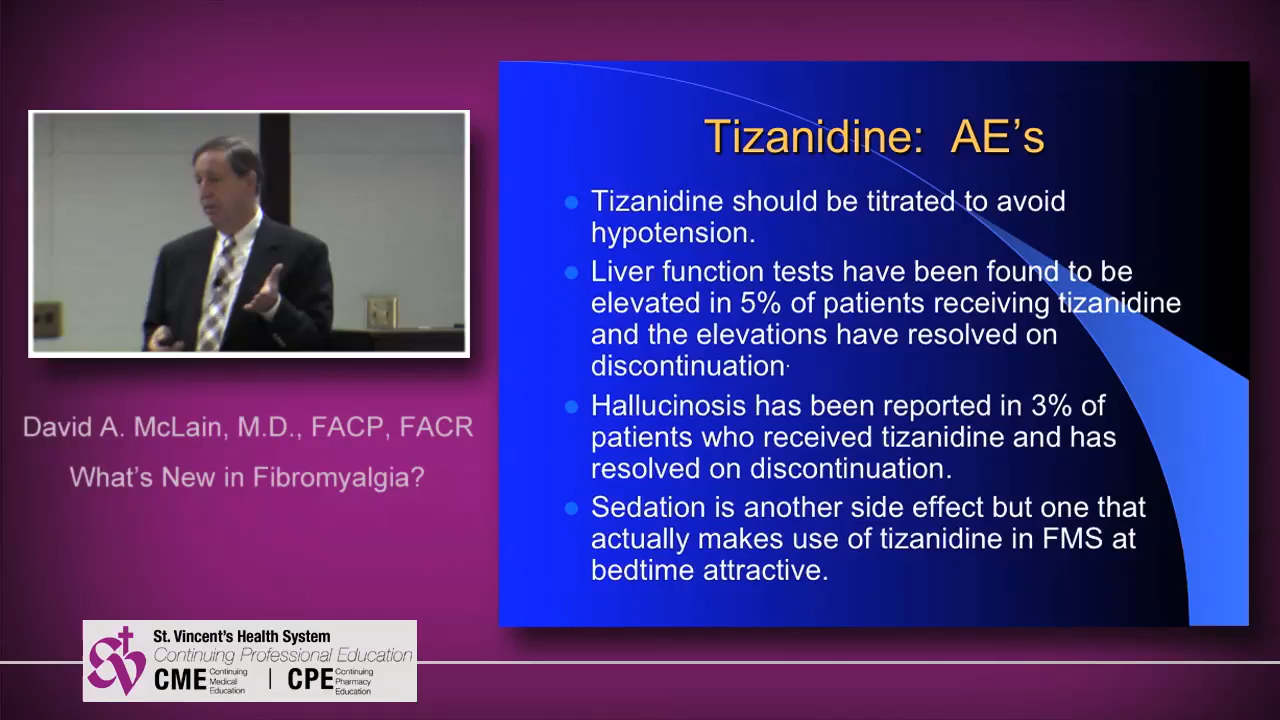 Tizanidine: AE's
Tizanidine should be titrated to avoid
hypotension.
Liver function tests have been found to be
elevated in 5% of patients receiving tizanidine
and the elevations have resolved on
discontinuation.
Hallucinosis has been reported in 3% of
patients who received tizanidine and has
resolved on discontinuation.
Sedation is another side effect but one that
actually makes use of tizanidine in FMS at
bedtime attractive.
David A. McLain, M.D., FACP, FACR
What's New in Fibromyalgia?
St. Vincent's Health System
Continuing Professional Education
CME Continuing Medical Education | CPE Continuing Pharmacy Education